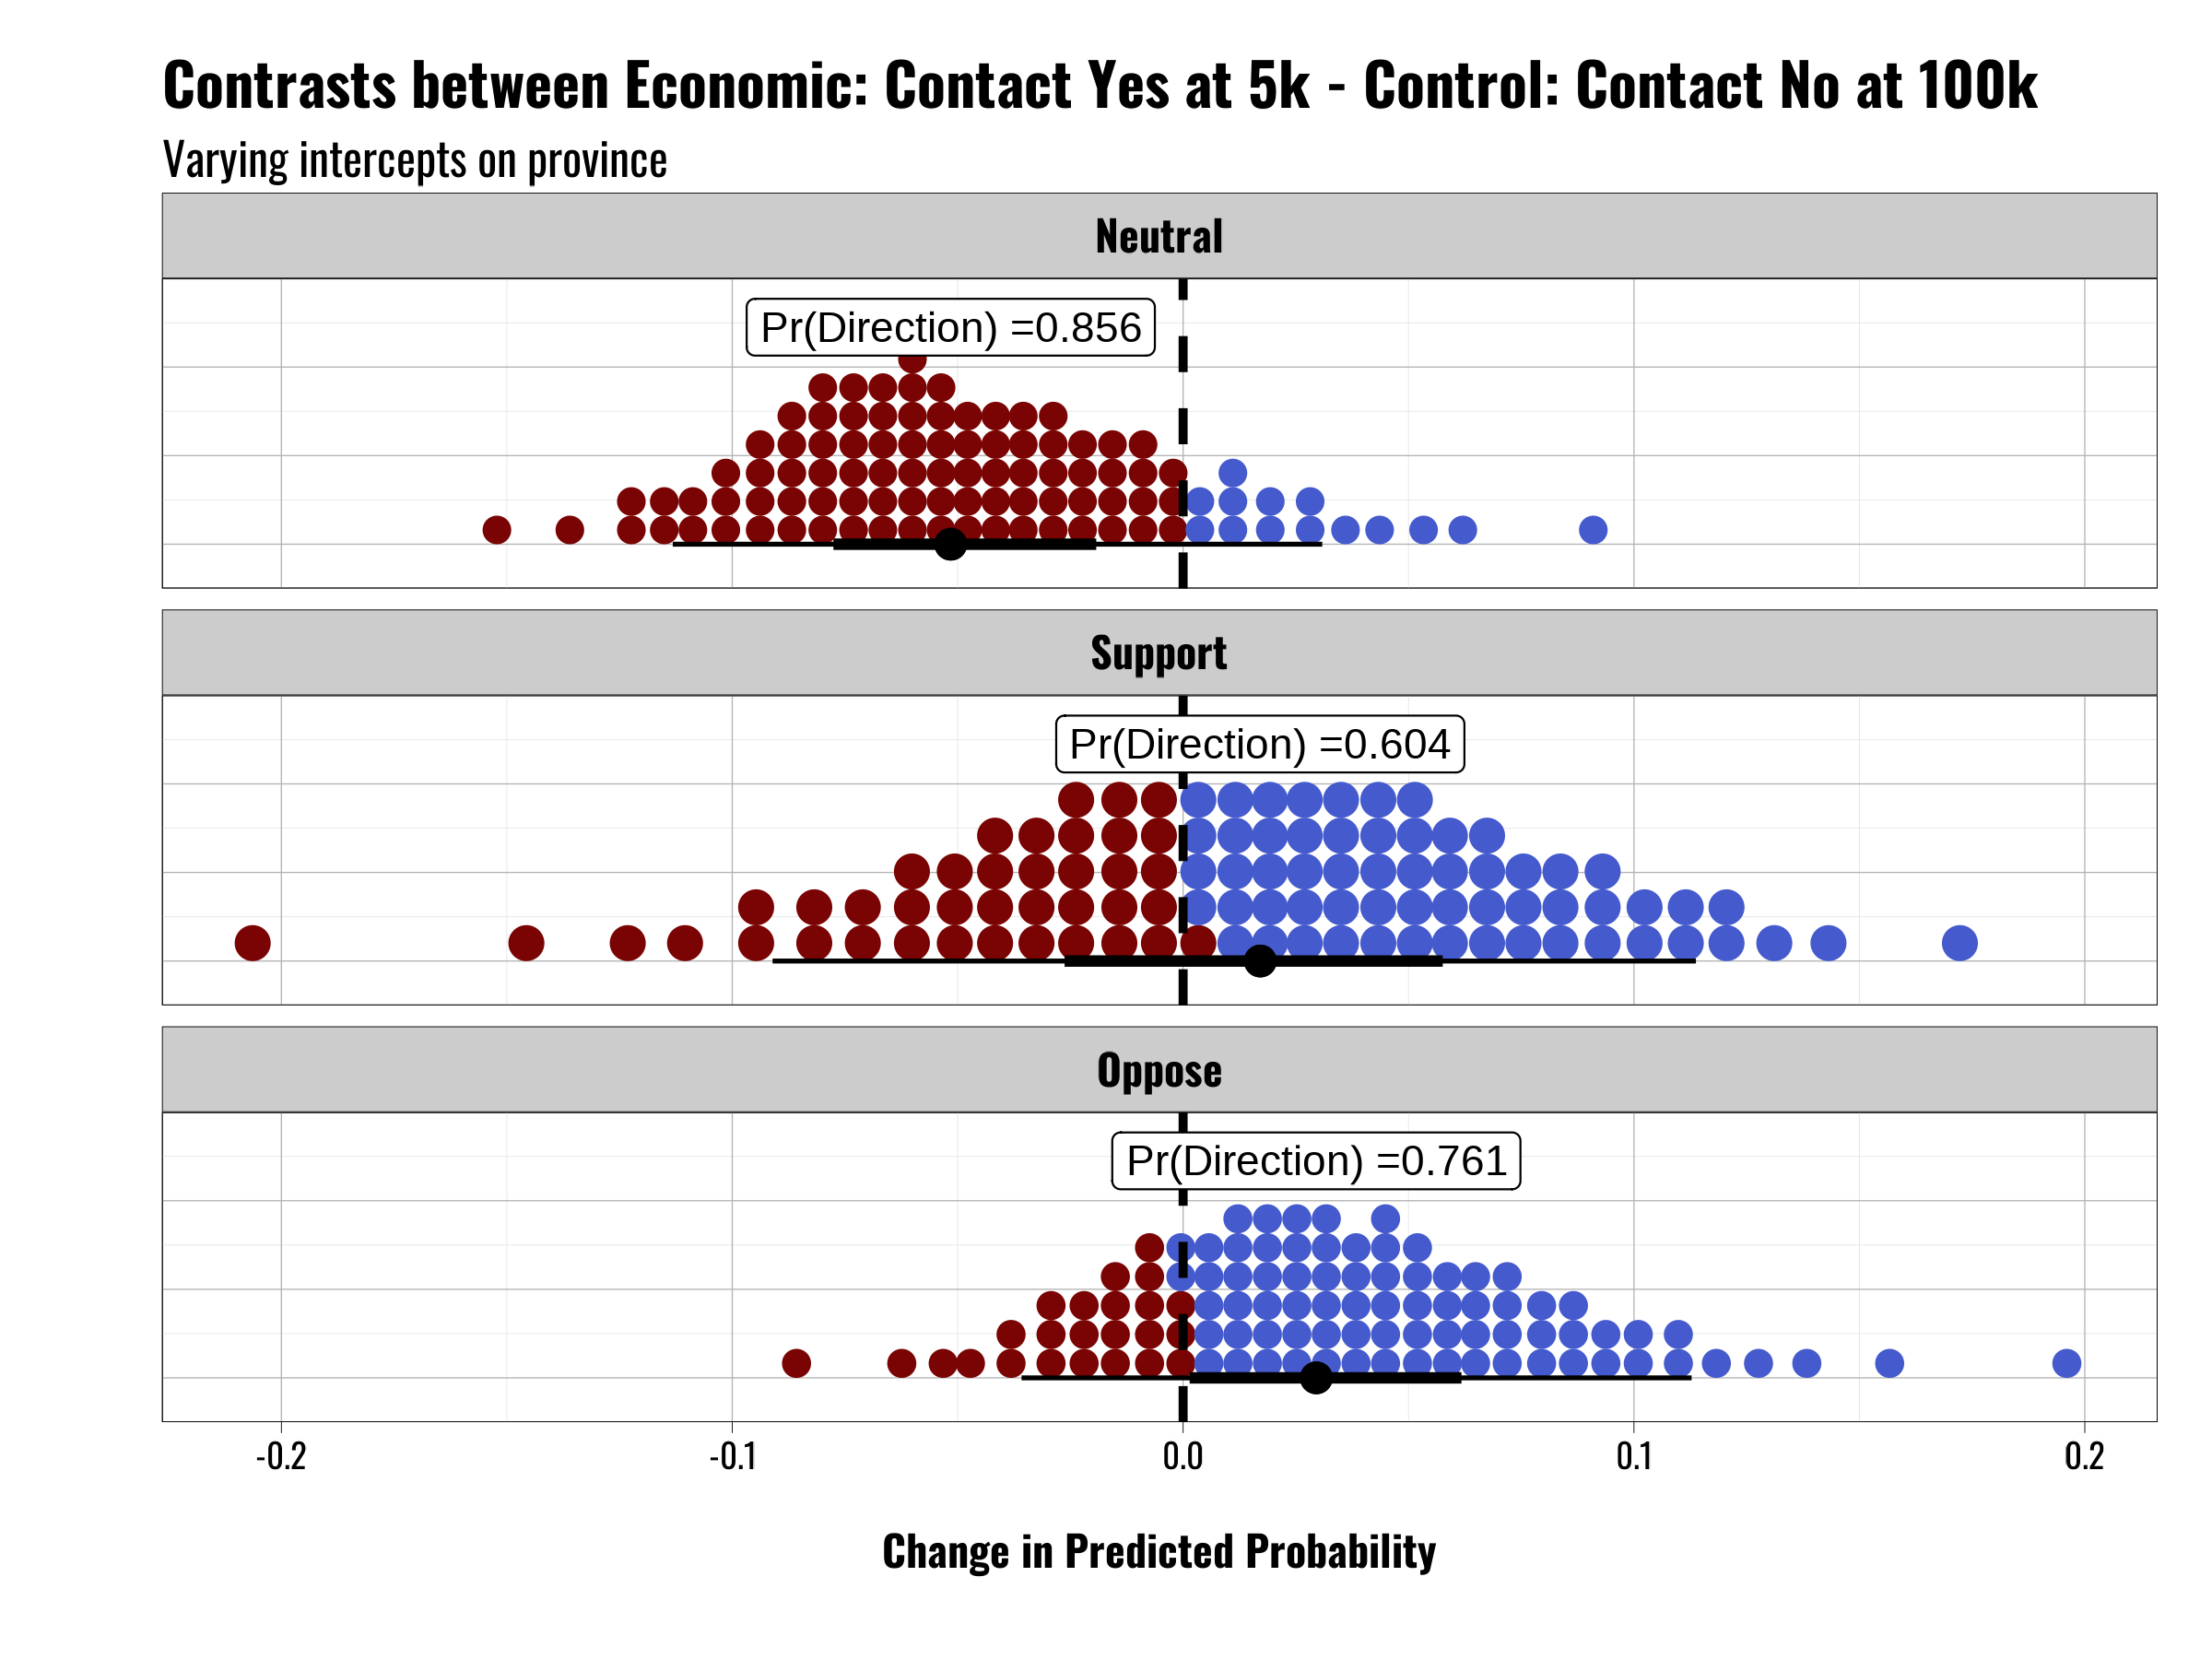 Contrasts between Economic: Contact Yes at 5k - Control: Contact No at 100k
Varying intercepts on province
Neutral
Pr(Direction) =0.856
Support
Pr(Direction) =0.604
Oppose
Pr(Direction) =0.761
-0.2 -0.1 0.0 0.1 0.2
Change in Predicted Probability